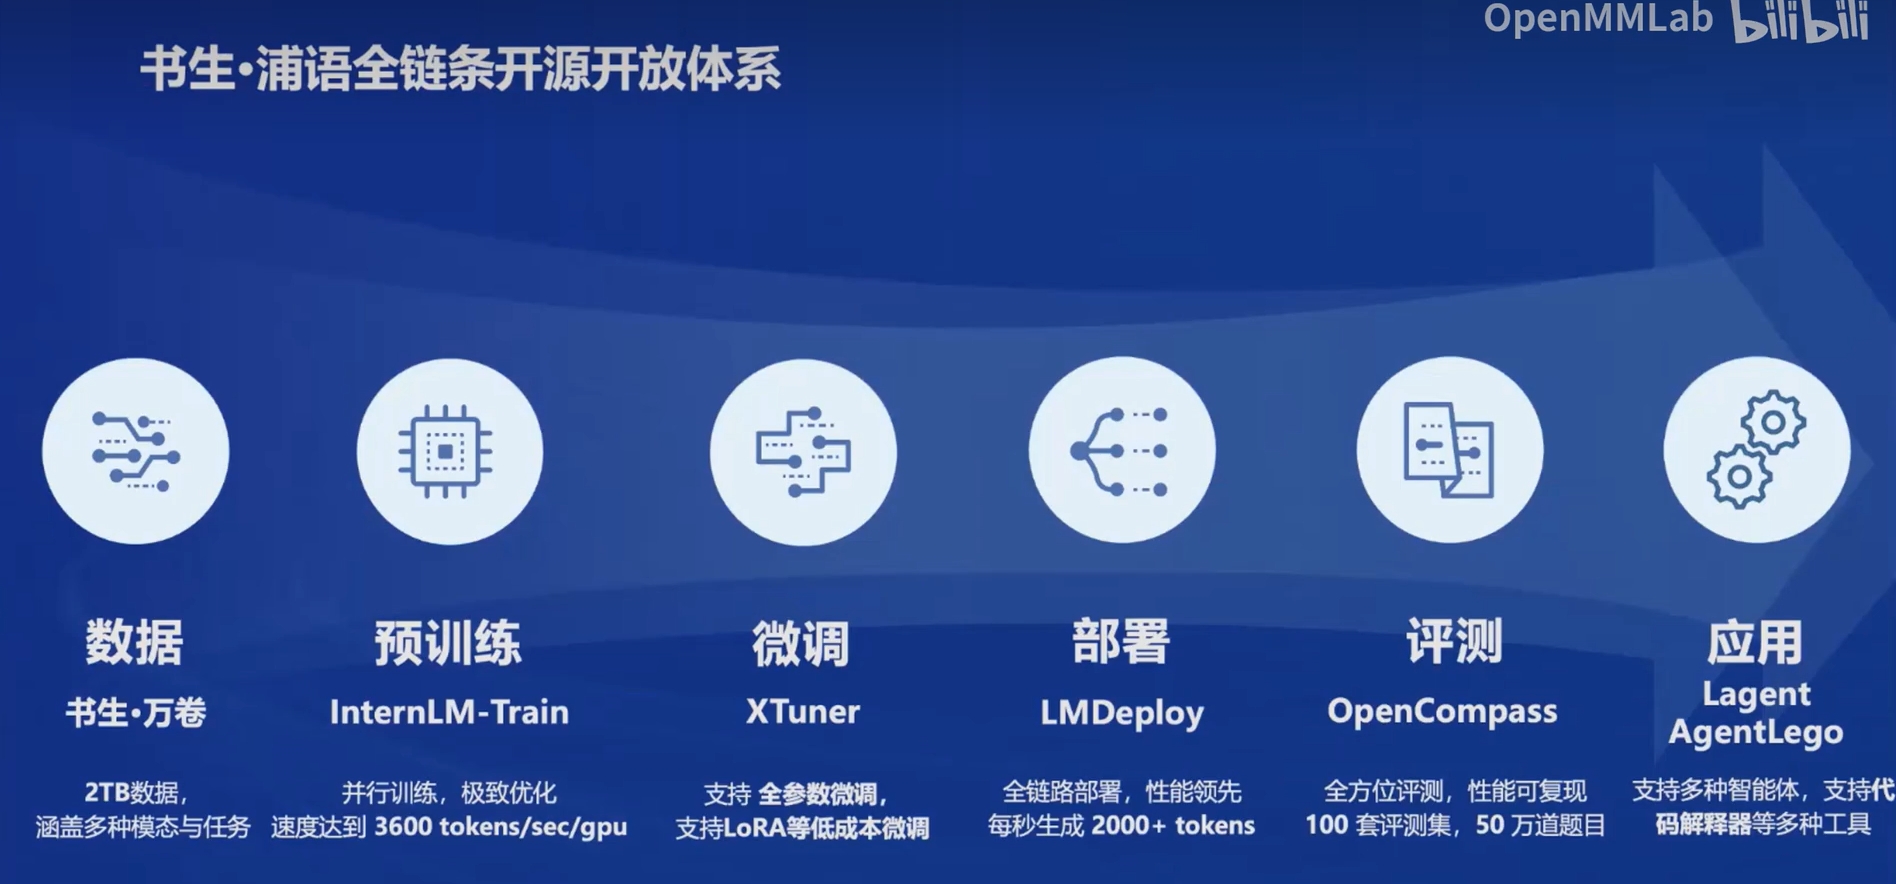 OpenMMLab bilibili
书生·浦语全链条开源开放体系
数据
书生·万卷
2TB数据，
涵盖多种模态与任务
预训练
InternLM-Train
并行训练，极致优化
速度达到 3600 tokens/sec/gpu
微调
XTuner
支持 全参数微调，
支持LoRA等低成本微调
部署
LMDeploy
全链路部署，性能领先
每秒生成 2000+ tokens
评测
OpenCompass
全方位评测，性能可复现
100 套评测集，50 万道题目
应用
Lagent
AgentLego
支持多种智能体，支持代
码解释器等多种工具